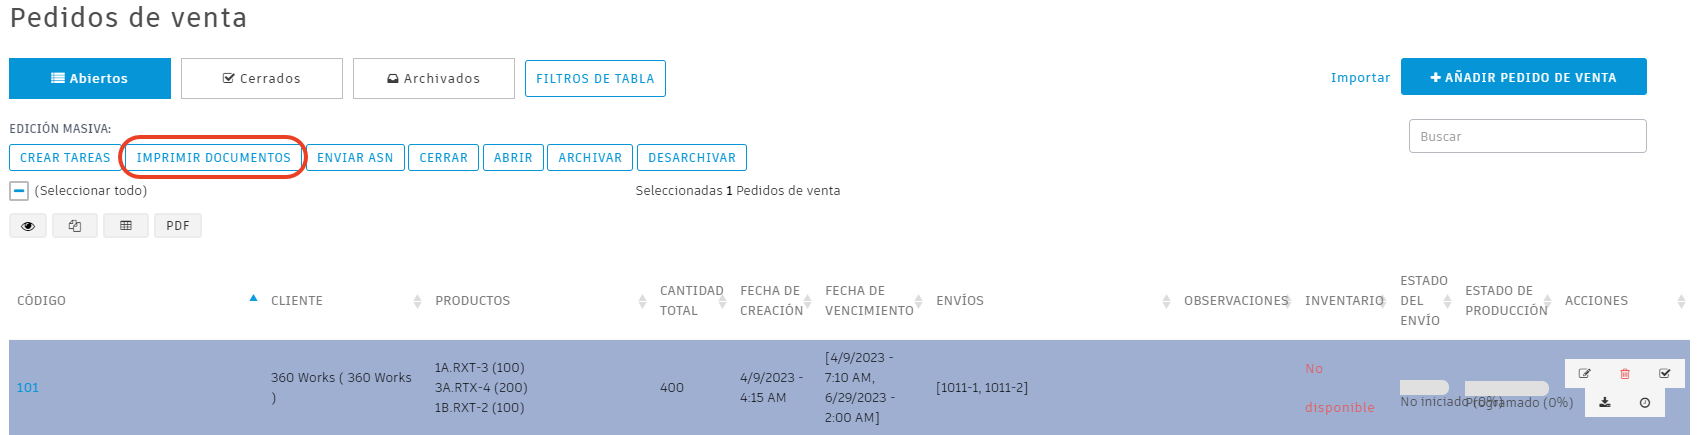 Pedidos de venta
Abiertos Cerrados Archivados FILTROS DE TABLA Importar AÑADIR PEDIDO DE VENTA
EDICIÓN MASIVA: Buscar
CREAR TAREAS IMPRIMIR DOCUMENTOS ENVIAR ASN CERRAR ABRIR ARCHIVAR DESARCHIVAR
(Seleccionar todo) Seleccionadas 1 Pedidos de venta
PDF
CÓDIGO CLIENTE PRODUCTOS CANTIDAD TOTAL FECHA DE CREACIÓN FECHA DE VENCIMIENTO ENVÍOS OBSERVACIONES INVENTARIO ESTADO DEL ENVÍO ESTADO DE PRODUCCIÓN ACCIONES
101
360 Works ( 360 Works
)
1A.RXT-3 (100)
3A.RTX-4 (200)
1B.RXT-2 (100)
400
4/9/2023 -
4:15 AM
[4/9/2023 -
7:10 AM,
6/29/2023 -
2:00 AM]
[1011-1, 1011-2]
No
disponible
No iniciado (0%)
Programado (0%)